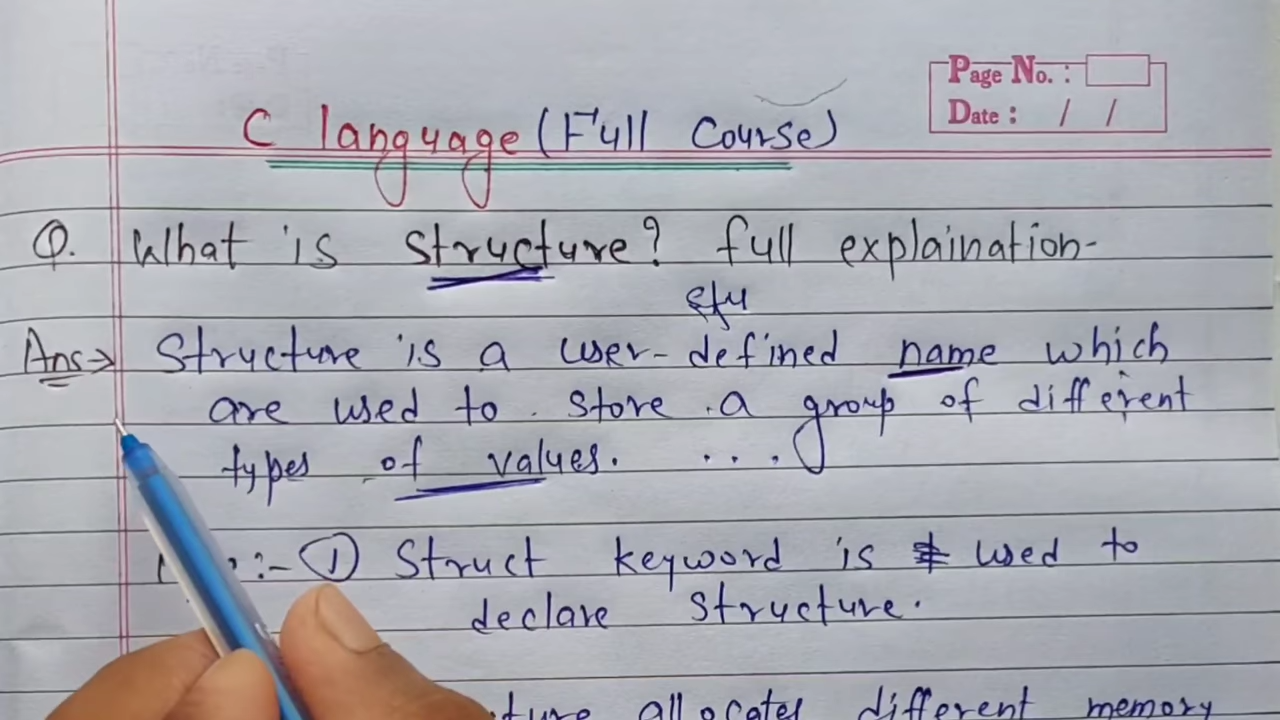 Page No. :
Date : / /
C language (Full Course)
Q. What is structure? full explaination-
stu
Ans→ Structure is a user-defined name which
are used to store a group of different
types of values. ...
:- ① Struct keyword is used to
declare structure.
allocates different memory